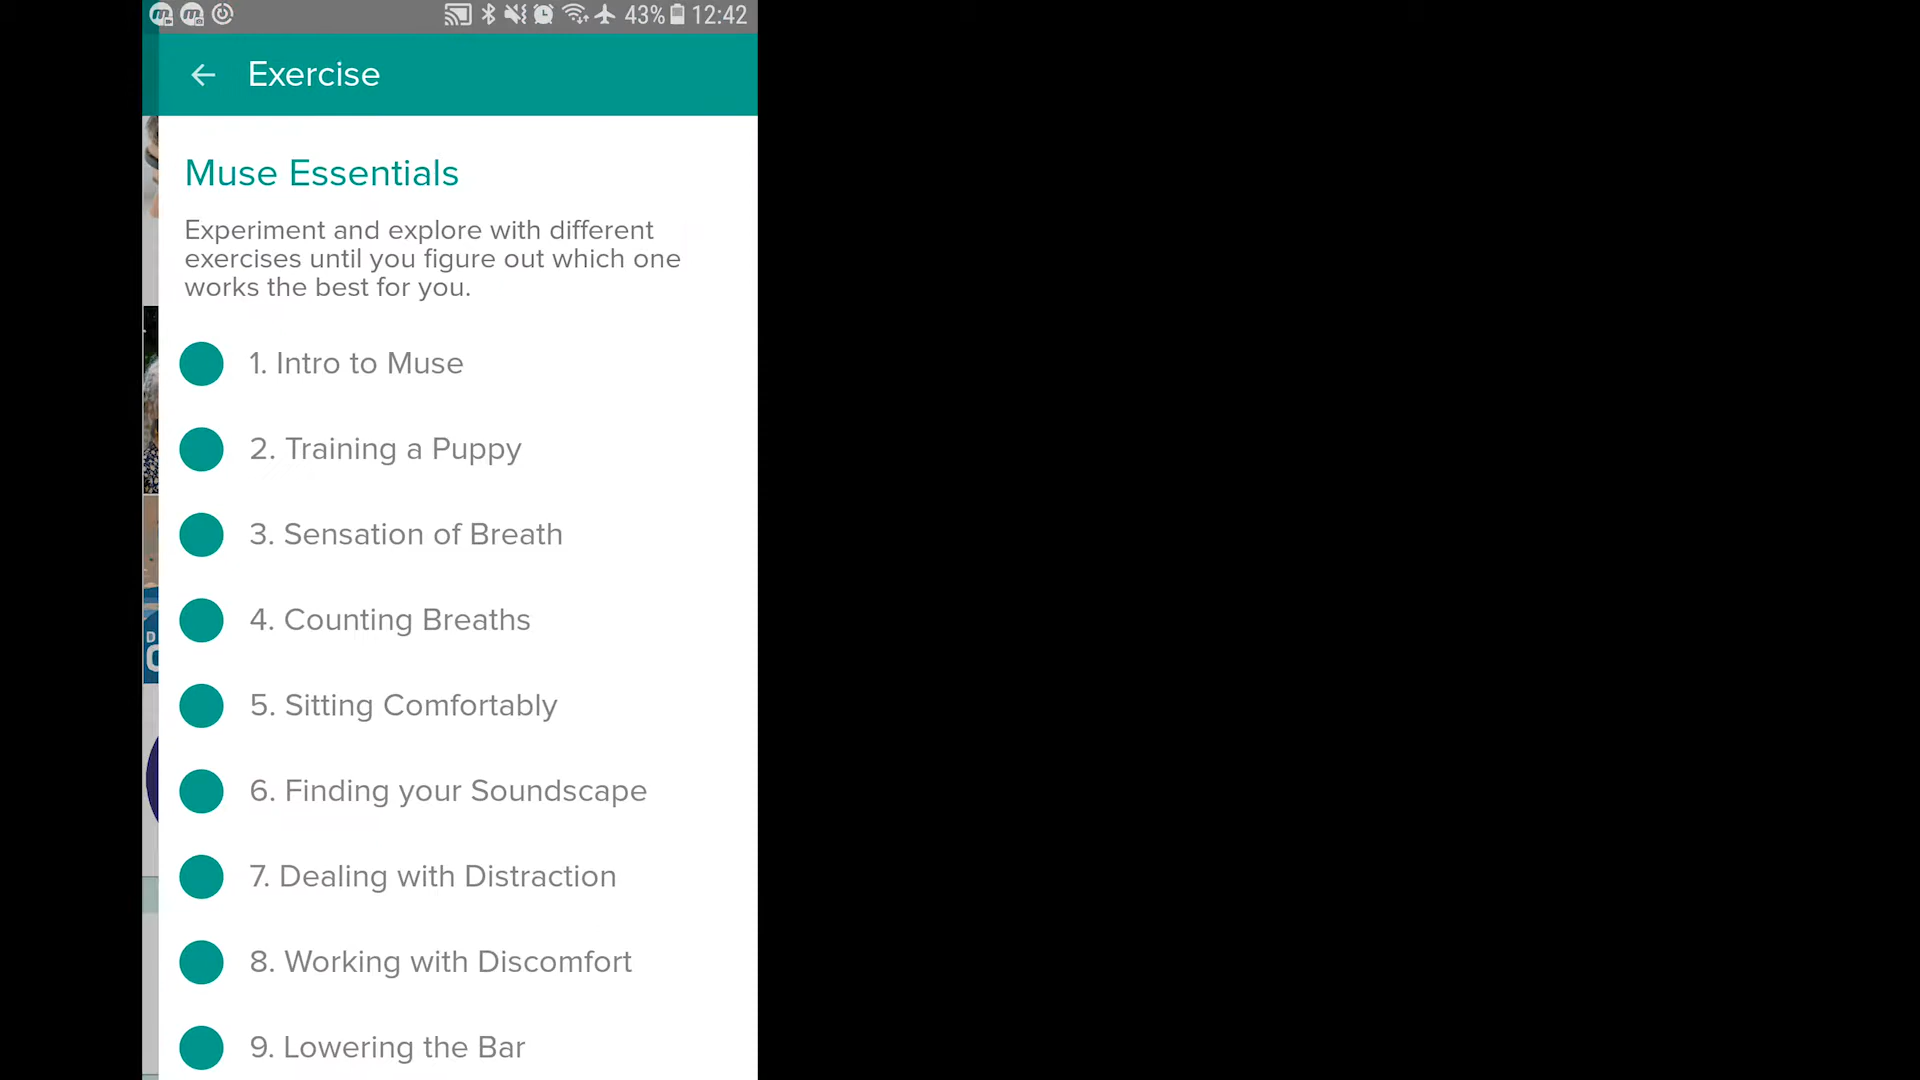 43% 12:42
Exercise
Muse Essentials
Experiment and explore with different
exercises until you figure out which one
works the best for you.
1. Intro to Muse
2. Training a Puppy
3. Sensation of Breath
4. Counting Breaths
5. Sitting Comfortably
6. Finding your Soundscape
7. Dealing with Distraction
8. Working with Discomfort
9. Lowering the Bar